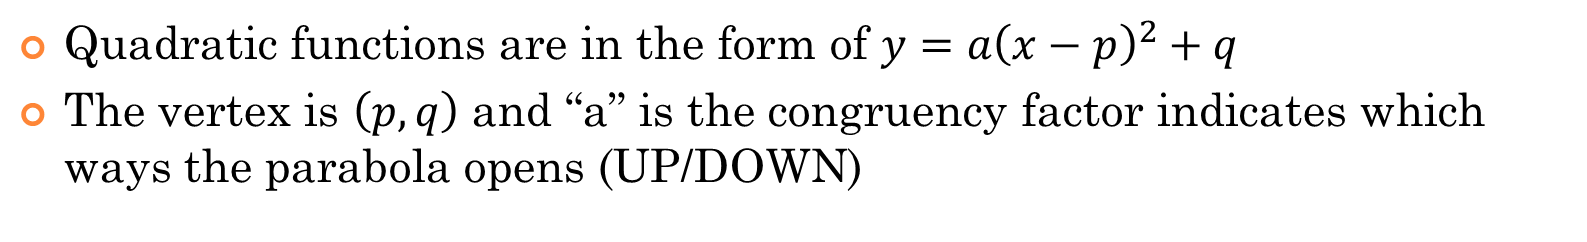 Quadratic functions are in the form of y = a(x − p)² + q
The vertex is (p, q) and “a” is the congruency factor indicates which
ways the parabola opens (UP/DOWN)